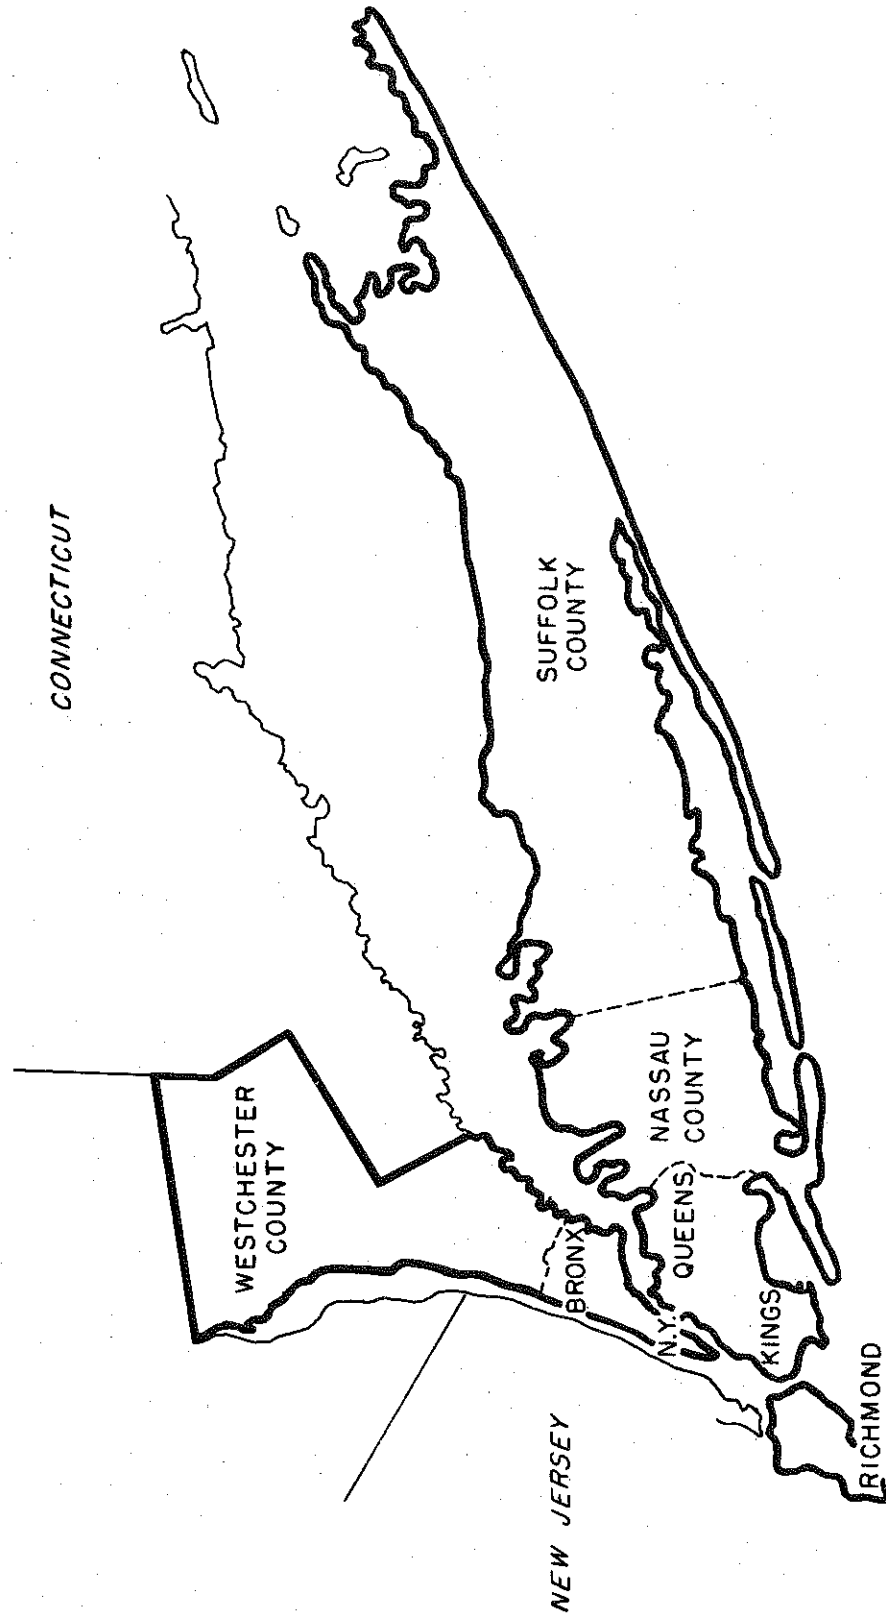 CONNECTICUT
WESTCHESTER
COUNTY
SUFFOLK
COUNTY
NASSAU
COUNTY
BRONX
QUEENS
N.Y.
KINGS
NEW JERSEY
RICHMOND